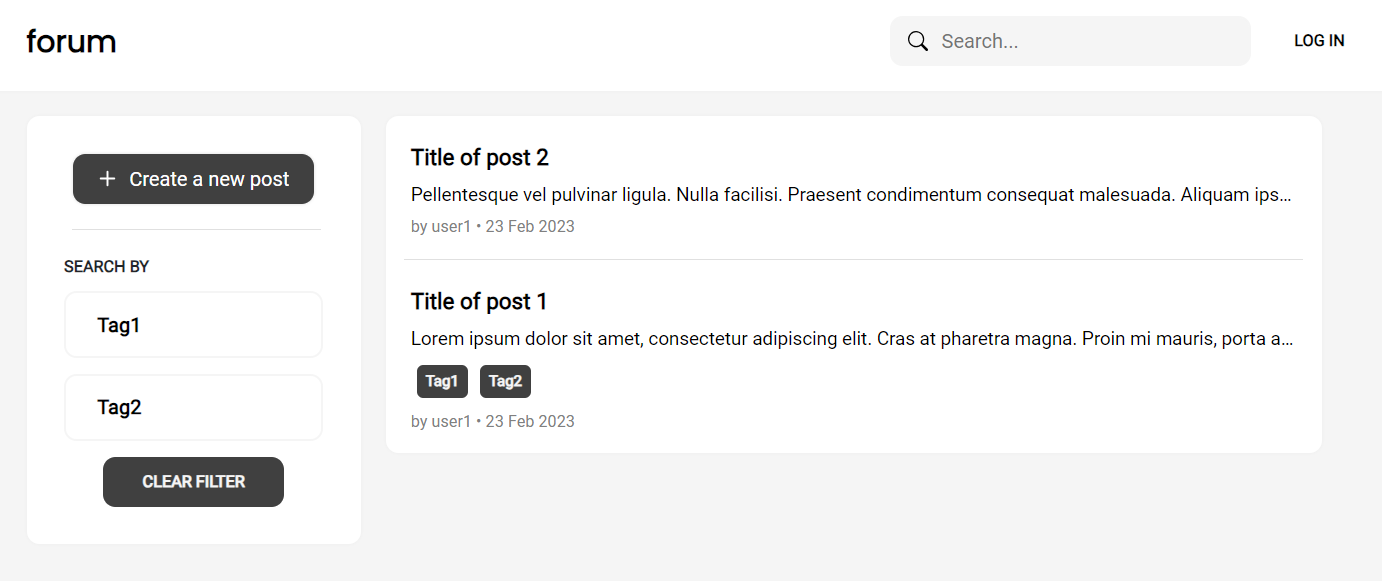 forum
Search...
LOG IN
Create a new post
SEARCH BY
Tag1
Tag2
CLEAR FILTER
Title of post 2
Pellentesque vel pulvinar ligula. Nulla facilisi. Praesent condimentum consequat malesuada. Aliquam ips...
by user1 • 23 Feb 2023
Title of post 1
Lorem ipsum dolor sit amet, consectetur adipiscing elit. Cras at pharetra magna. Proin mi mauris, porta a...
Tag1 Tag2
by user1 • 23 Feb 2023